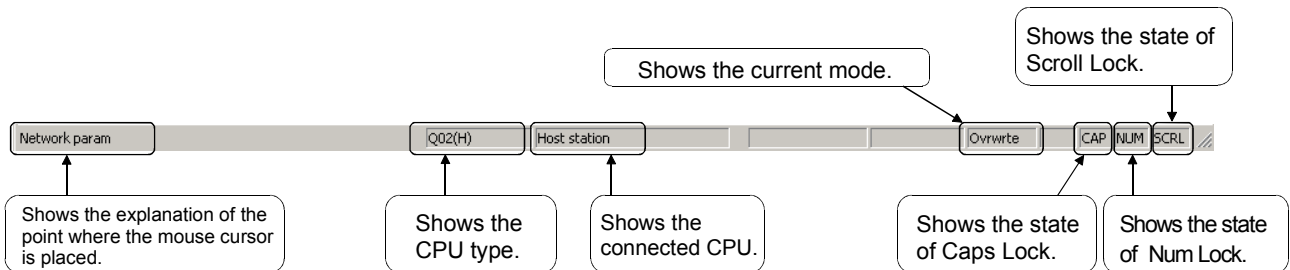 Shows the state of
Scroll Lock.
Shows the current mode.
Network param
Q02(H)
Host station
Ovrwrte
CAP
NUM
SCRL
Shows the explanation of the
point where the mouse cursor
is placed.
Shows the
CPU type.
Shows the
connected CPU.
Shows the state
of Caps Lock.
Shows the state
of Num Lock.